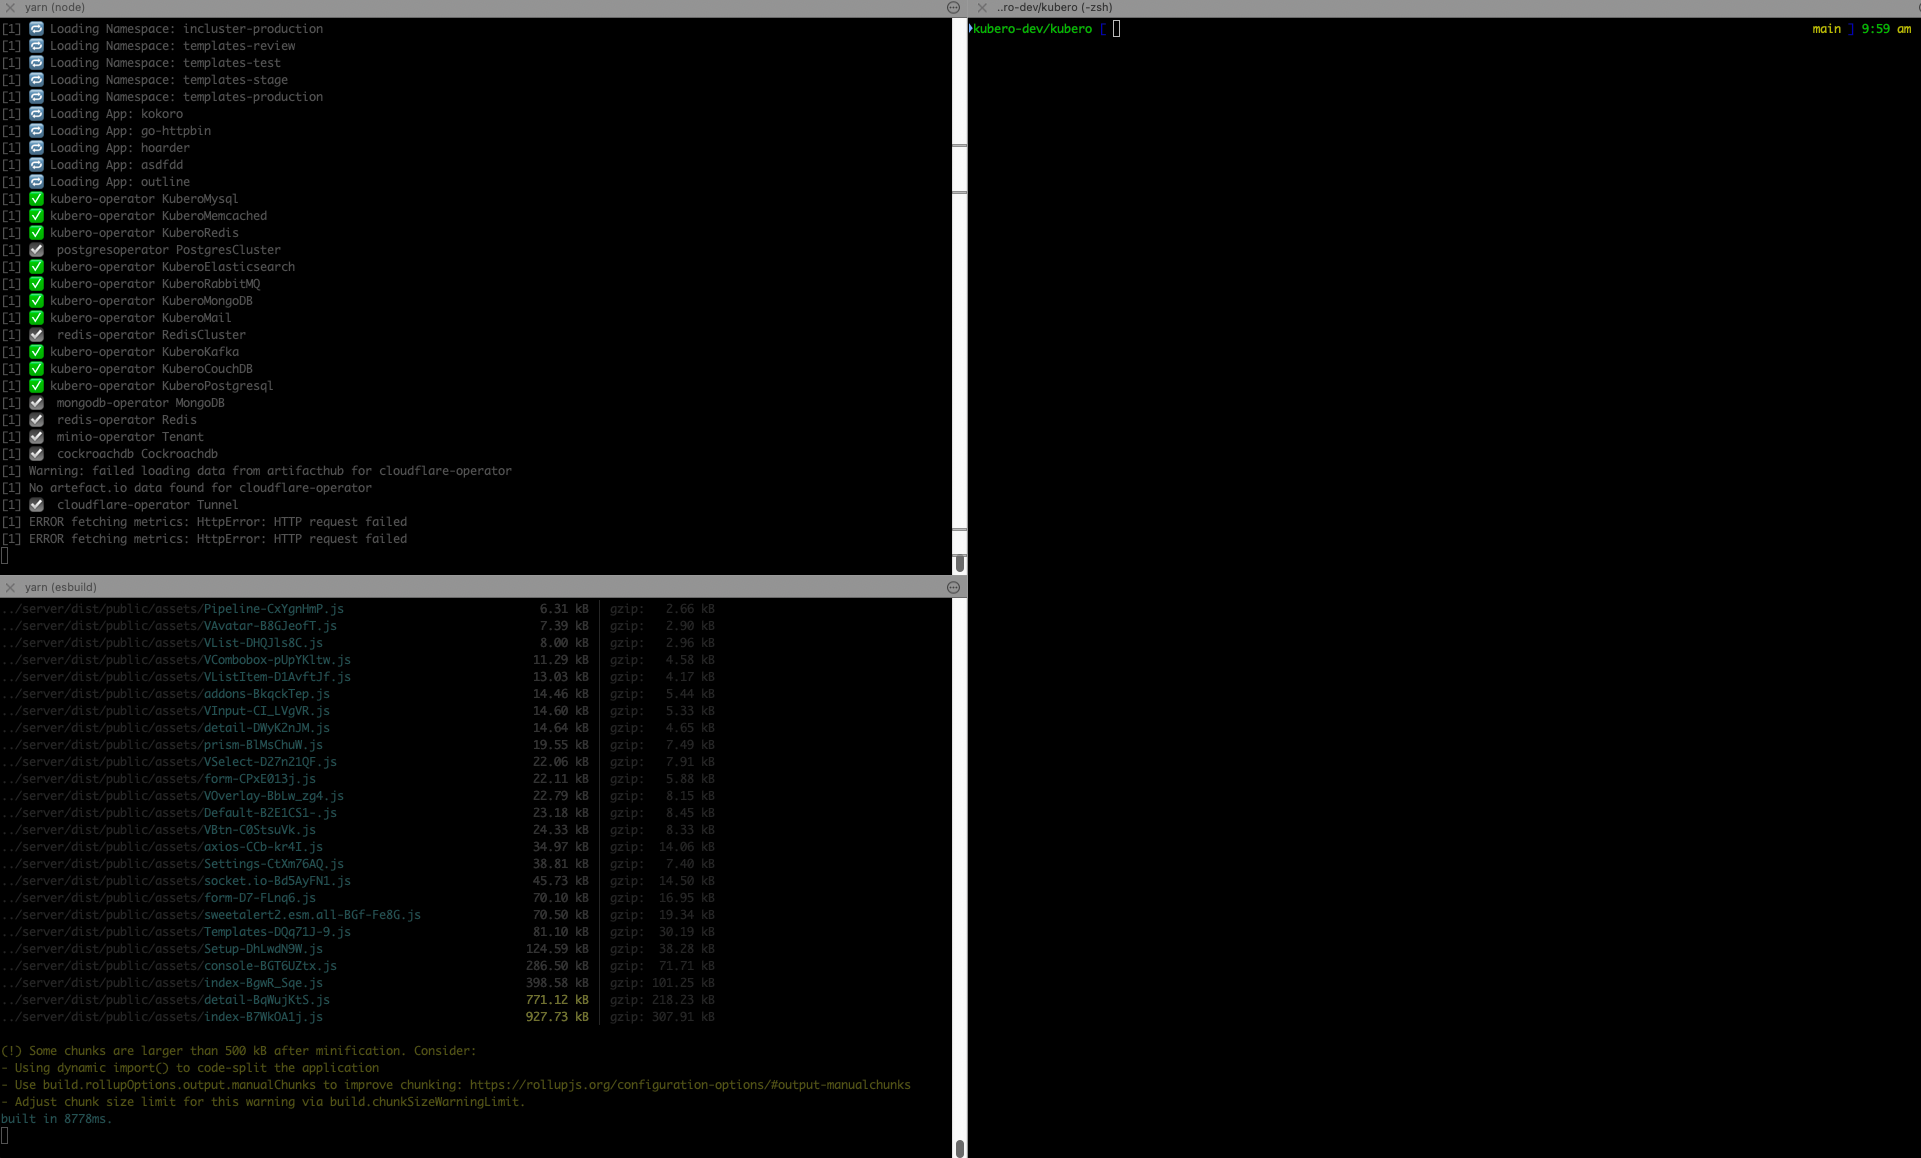 yarn (node)
[1] Loading Namespace: incluster-production
[1] Loading Namespace: templates-review
[1] Loading Namespace: templates-test
[1] Loading Namespace: templates-stage
[1] Loading Namespace: templates-production
[1] Loading App: kokoro
[1] Loading App: go-httpbin
[1] Loading App: hoarder
[1] Loading App: asdfdd
[1] Loading App: outline
[1] ✅ kubero-operator KuberoMysql
[1] ✅ kubero-operator KuberoMemcached
[1] ✅ kubero-operator KuberoRedis
[1] ☑ postgresoperator PostgresCluster
[1] ✅ kubero-operator KuberoElasticsearch
[1] ✅ kubero-operator KuberoRabbitMQ
[1] ✅ kubero-operator KuberoMongoDB
[1] ✅ kubero-operator KuberoMail
[1] ☑ redis-operator RedisCluster
[1] ✅ kubero-operator KuberoKafka
[1] ✅ kubero-operator KuberoCouchDB
[1] ✅ kubero-operator KuberoPostgresql
[1] ☑ mongodb-operator MongoDB
[1] ☑ redis-operator Redis
[1] ☑ minio-operator Tenant
[1] ☑ cockroachdb Cockroachdb
[1] Warning: failed loading data from artifacthub for cloudflare-operator
[1] No artefact.io data found for cloudflare-operator
[1] ☑ cloudflare-operator Tunnel
[1] ERROR fetching metrics: HttpError: HTTP request failed
[1] ERROR fetching metrics: HttpError: HTTP request failed
yarn (esbuild)
../server/dist/public/assets/Pipeline-CxYgnHmP.js 6.31 kB │ gzip: 2.66 kB
../server/dist/public/assets/VAvatar-B8GJeofT.js 7.39 kB │ gzip: 2.90 kB
../server/dist/public/assets/VList-DHQJls8C.js 8.00 kB │ gzip: 2.96 kB
../server/dist/public/assets/VCombobox-pUpYKltw.js 11.29 kB │ gzip: 4.58 kB
../server/dist/public/assets/VListItem-D1AvftJf.js 13.03 kB │ gzip: 4.17 kB
../server/dist/public/assets/addons-BkqckTep.js 14.46 kB │ gzip: 5.44 kB
../server/dist/public/assets/VInput-CI_LVgVR.js 14.60 kB │ gzip: 5.33 kB
../server/dist/public/assets/detail-DWyKZnJM.js 14.64 kB │ gzip: 4.65 kB
../server/dist/public/assets/prism-BlMsChuW.js 19.55 kB │ gzip: 7.49 kB
../server/dist/public/assets/VSelect-D27n21QF.js 22.06 kB │ gzip: 7.91 kB
../server/dist/public/assets/form-CPxE013j.js 22.11 kB │ gzip: 5.88 kB
../server/dist/public/assets/VOverlay-BbLw_zg4.js 22.79 kB │ gzip: 8.15 kB
../server/dist/public/assets/Default-B2E1CS1-.js 23.18 kB │ gzip: 8.45 kB
../server/dist/public/assets/VBtn-C0StsuVk.js 24.33 kB │ gzip: 8.33 kB
../server/dist/public/assets/axios-CCb-kr4I.js 34.97 kB │ gzip: 14.06 kB
../server/dist/public/assets/Settings-CtXm76AQ.js 38.81 kB │ gzip: 7.40 kB
../server/dist/public/assets/socket.io-Bd5AyFN1.js 45.73 kB │ gzip: 14.50 kB
../server/dist/public/assets/form-D7-FLnq6.js 70.10 kB │ gzip: 16.95 kB
../server/dist/public/assets/sweetalert2.esm.all-BGf-Fe8G.js 70.50 kB │ gzip: 19.34 kB
../server/dist/public/assets/Templates-DQq71J-9.js 81.10 kB │ gzip: 30.19 kB
../server/dist/public/assets/Setup-DhLwdN9W.js 124.59 kB │ gzip: 38.28 kB
../server/dist/public/assets/console-BGT6UZtx.js 286.50 kB │ gzip: 71.71 kB
../server/dist/public/assets/index-BgwR_Sqe.js 398.58 kB │ gzip: 101.25 kB
../server/dist/public/assets/detail-BqWujKtS.js 771.12 kB │ gzip: 218.23 kB
../server/dist/public/assets/index-B7WkOA1j.js 927.73 kB │ gzip: 307.91 kB
(!) Some chunks are larger than 500 kB after minification. Consider:
- Using dynamic import() to code-split the application
- Use build.rollupOptions.output.manualChunks to improve chunking: https://rollupjs.org/configuration-options/#output-manualchunks
- Adjust chunk size limit for this warning via build.chunkSizeWarningLimit.
built in 8778ms.
..ro-dev/kubero (-zsh)
kubero-dev/kubero [ main ] 9:59 am